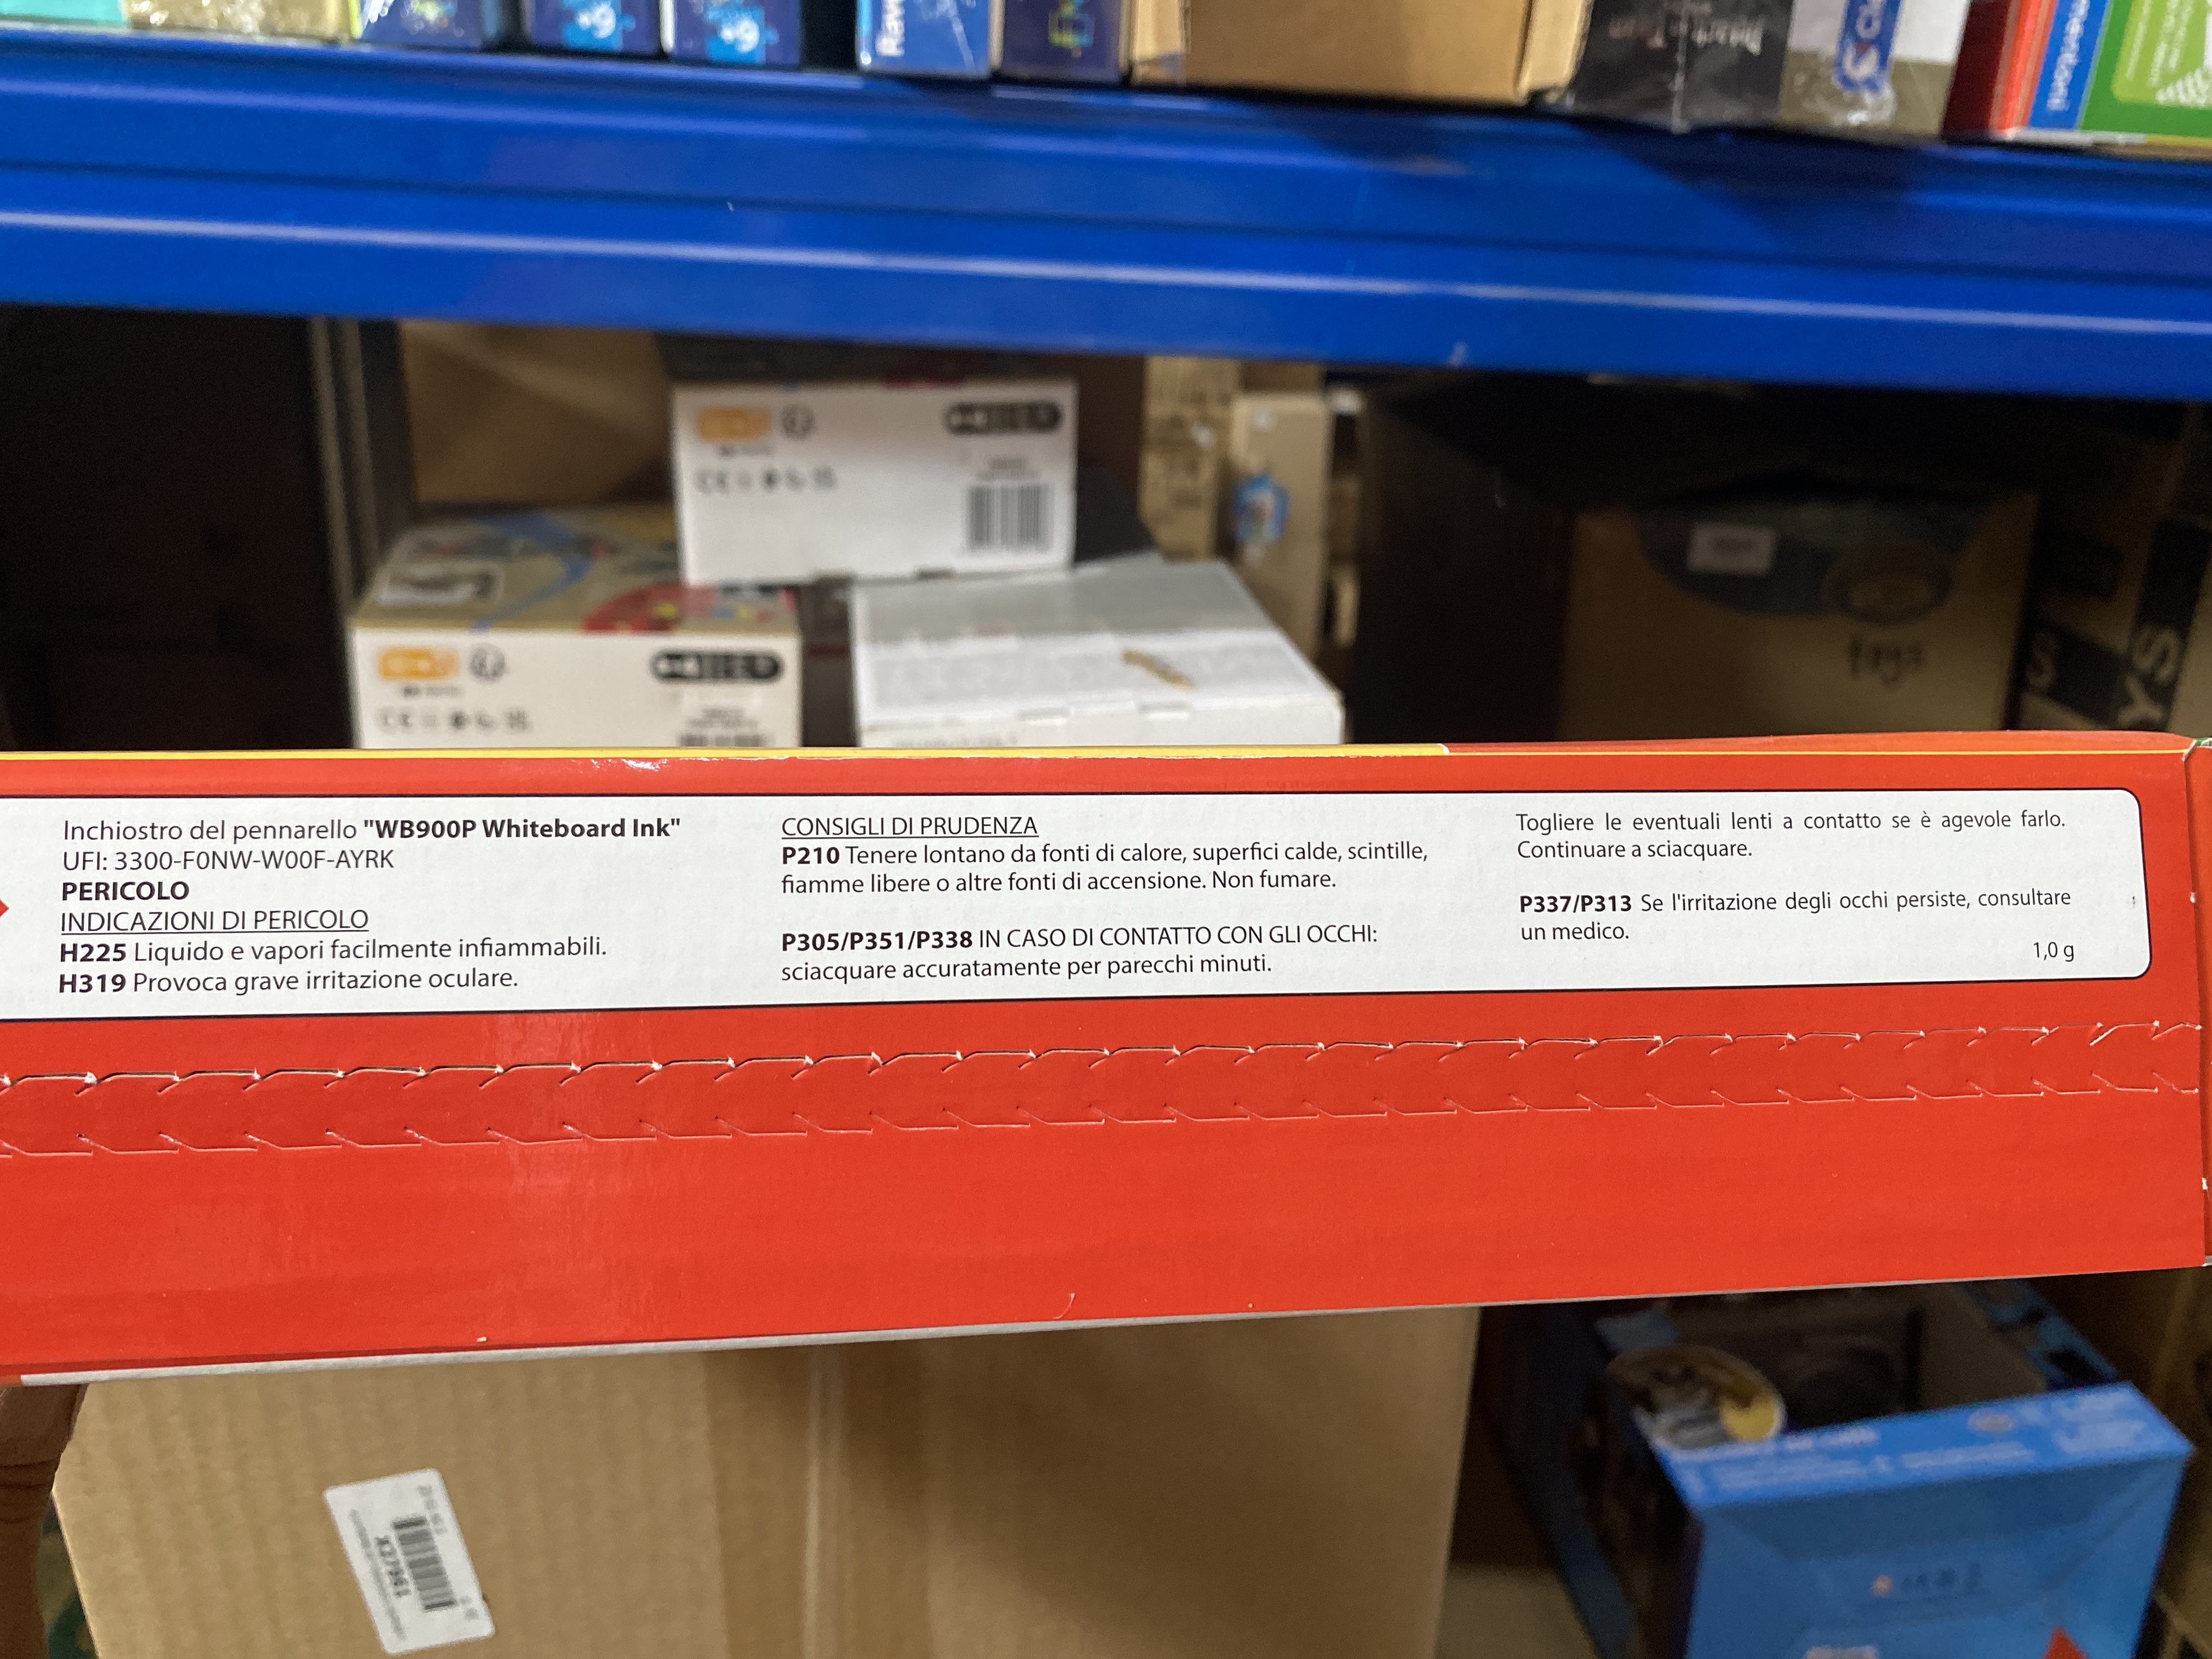 Inchiostro del pennarello "WB900P Whiteboard Ink"
UFI: 3300-F0NW-W00F-AYRK
PERICOLO
INDICAZIONI DI PERICOLO
H225 Liquido e vapori facilmente infiammabili.
H319 Provoca grave irritazione oculare.
CONSIGLI DI PRUDENZA
P210 Tenere lontano da fonti di calore, superfici calde, scintille,
fiamme libere o altre fonti di accensione. Non fumare.
P305/P351/P338 IN CASO DI CONTATTO CON GLI OCCHI:
sciacquare accuratamente per parecchi minuti.
Togliere le eventuali lenti a contatto se è agevole farlo.
Continuare a sciacquare.
P337/P313 Se l'irritazione degli occhi persiste, consultare
un medico.
1,0 g
toys